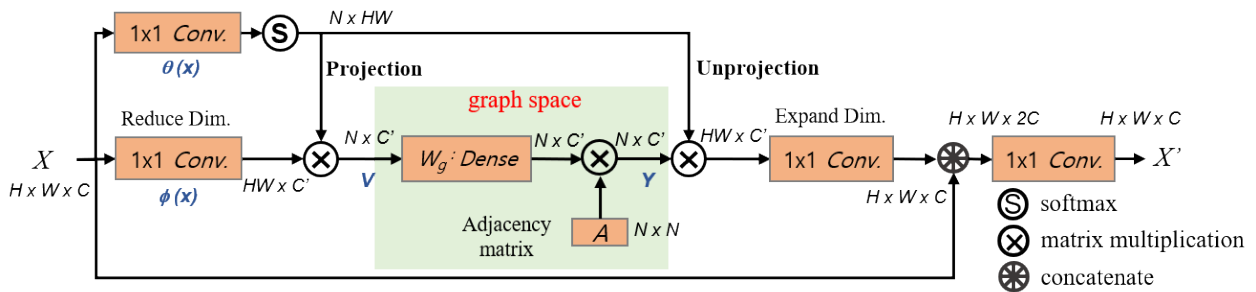 1x1 Conv.
S
N x HW
θ (x)
Projection
Unprojection
graph space
Reduce Dim.
Expand Dim.
H x W x 2C
H x W x C
X
H x W x C
1x1 Conv.
ϕ (x)
HW x C'
N x C'
V
Wg: Dense
N x C'
N x C'
Y
HW x C'
1x1 Conv.
H x W x C
1x1 Conv.
X'
Adjacency
matrix
A
N x N
S softmax
matrix multiplication
concatenate